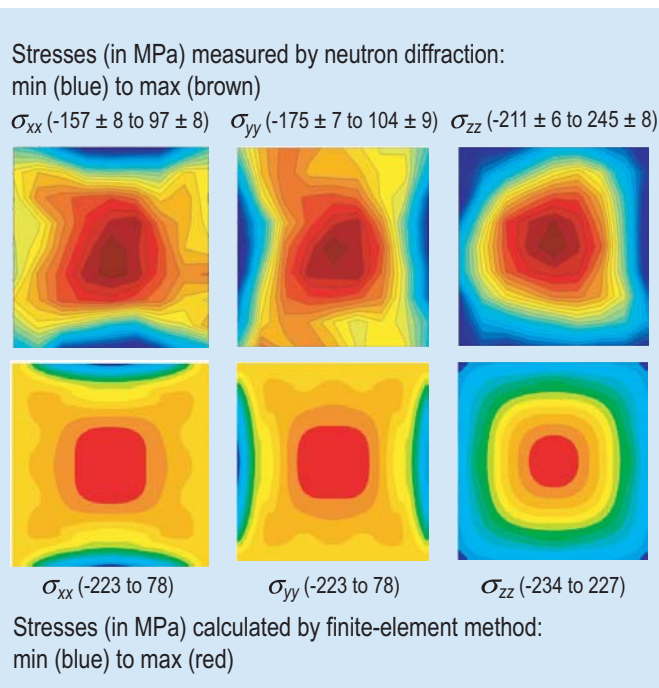 Stresses (in MPa) measured by neutron diffraction:
min (blue) to max (brown)
σxx (-157 ± 8 to 97 ± 8) σyy (-175 ± 7 to 104 ± 9) σzz (-211 ± 6 to 245 ± 8)
σxx (-223 to 78) σyy (-223 to 78) σzz (-234 to 227)
Stresses (in MPa) calculated by finite-element method:
min (blue) to max (red)